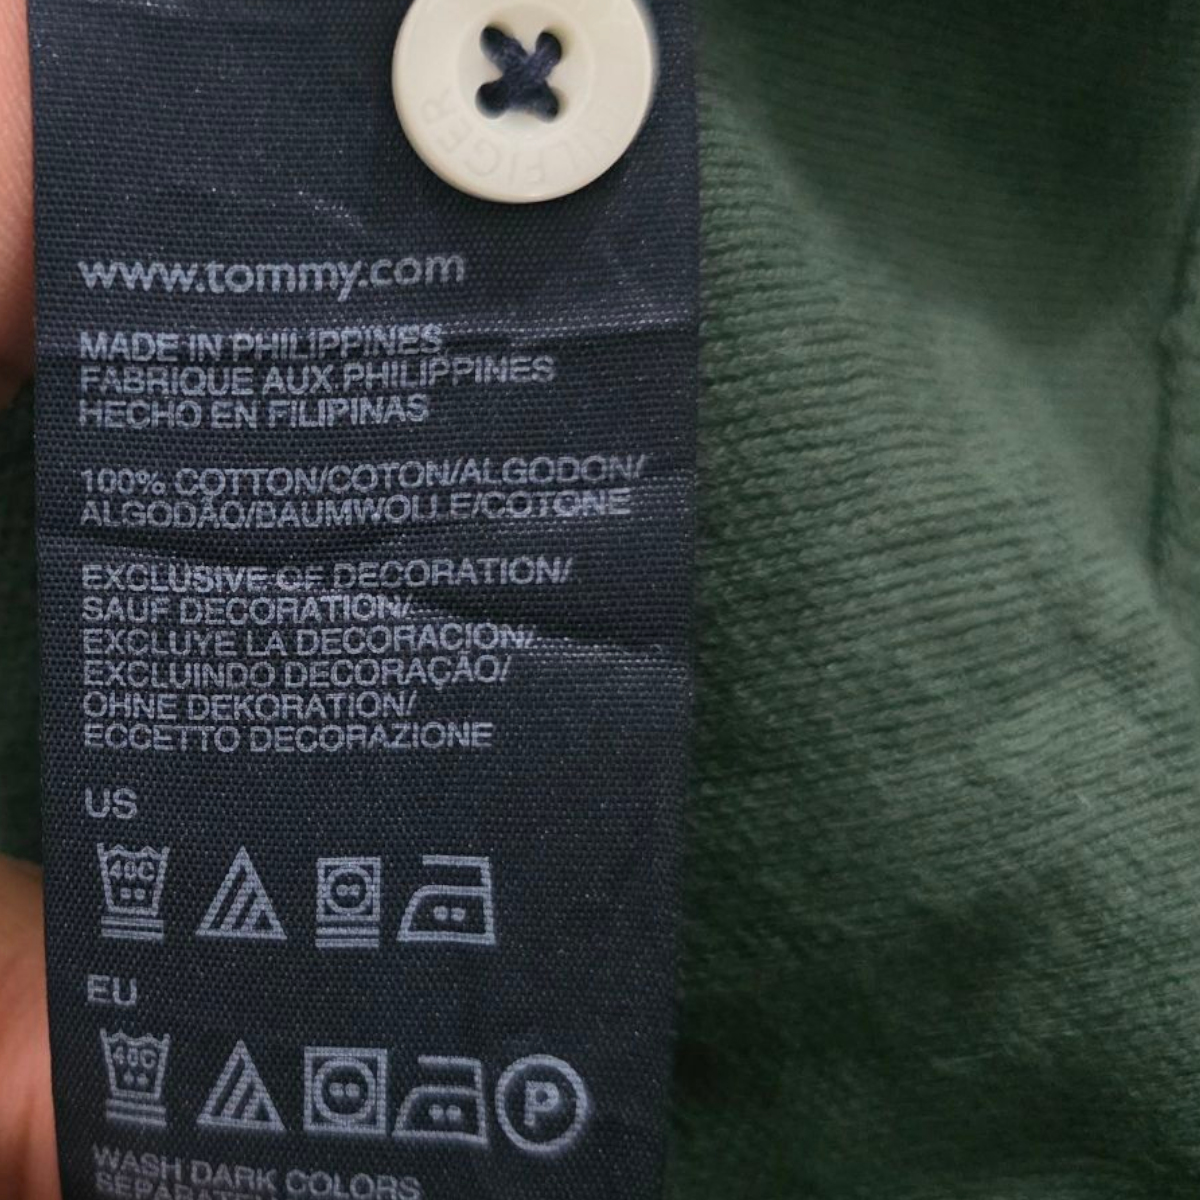 HILFIGER
www.tommy.com
MADE IN PHILIPPINES
FABRIQUE AUX PHILIPPINES
HECHO EN FILIPINAS
100% COTTON/COTON/ALGODON/
ALGODÃO/BAUMWOLLE/COTONE
EXCLUSIVE OF DECORATION/
SAUF DECORATION/
EXCLUYE LA DECORACION/
EXCLUINDO DECORAÇÃO/
OHNE DEKORATION/
ECCETTO DECORAZIONE
US
40C
EU
40C
P
WASH DARK COLORS